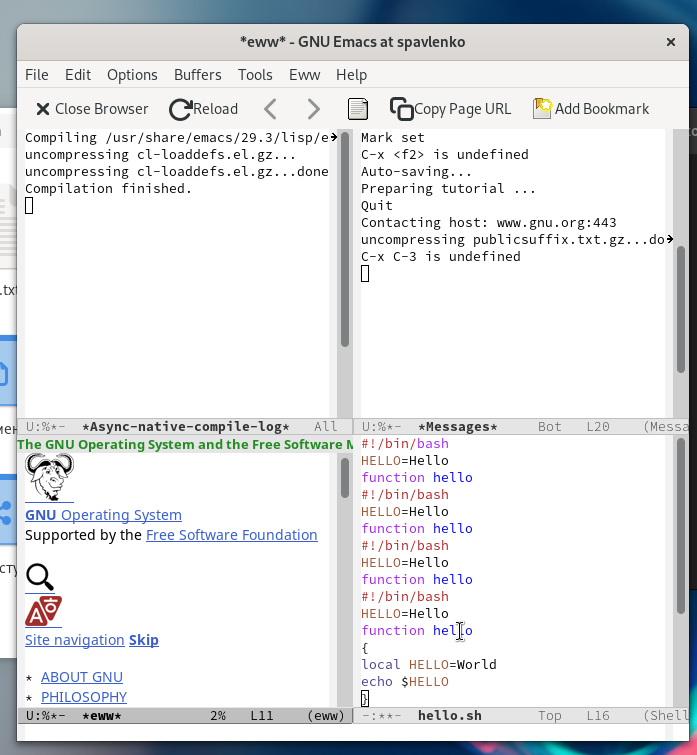 *eww* - GNU Emacs at spavlenko
File Edit Options Buffers Tools Eww Help
Close Browser Reload Copy Page URL Add Bookmark
Compiling /usr/share/emacs/29.3/lisp/e
uncompressing cl-loaddefs.el.gz...
uncompressing cl-loaddefs.el.gz...done
Compilation finished.
U:%*- *Async-native-compile-log* All
Mark set
C-x <f2> is undefined
Auto-saving...
Preparing tutorial ...
Quit
Contacting host: www.gnu.org:443
uncompressing publicsuffix.txt.gz...do
C-x C-3 is undefined
U:%*- *Messages* Bot L20 (Messa
The GNU Operating System and the Free Software M
GNU Operating System
Supported by the Free Software Foundation
Site navigation Skip
* ABOUT GNU
* PHILOSOPHY
U:%*- *eww* 2% L11 (eww)
#!/bin/bash
HELLO=Hello
function hello
#!/bin/bash
HELLO=Hello
function hello
#!/bin/bash
HELLO=Hello
function hello
#!/bin/bash
HELLO=Hello
function hello
{
local HELLO=World
echo $HELLO
}
-:**- hello.sh Top L16 (Shell
.tx